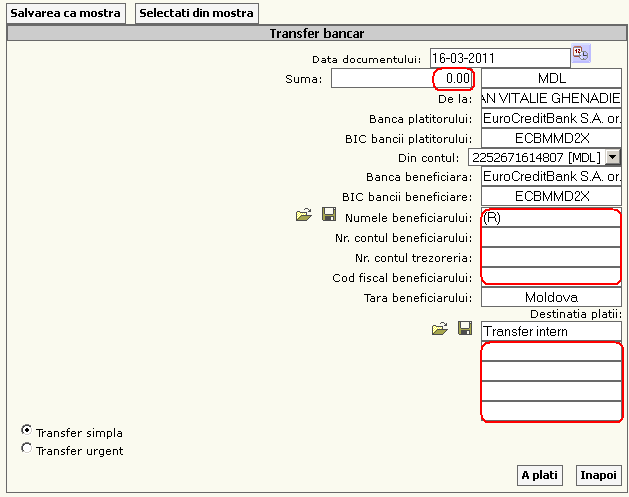 Salvarea ca mostra Selectati din mostra
Transfer bancar
Data documentului: 16-03-2011
Suma: 0.00 MDL
De la: AN VITALIE GHENADIE
Banca platitorului: EuroCreditBank S.A. or.
BIC bancii platitorului: ECBMMD2X
Din contul: 2252671614807 [MDL]
Banca beneficiara: EuroCreditBank S.A. or.
BIC bancii beneficiare: ECBMMD2X
Numele beneficiarului: (R)
Nr. contul beneficiarului:
Nr. contul trezoreria:
Cod fiscal beneficiarului:
Tara beneficiarului: Moldova
Destinatia platii:
Transfer intern
Transfer simpla
Transfer urgent
A plati Inapoi